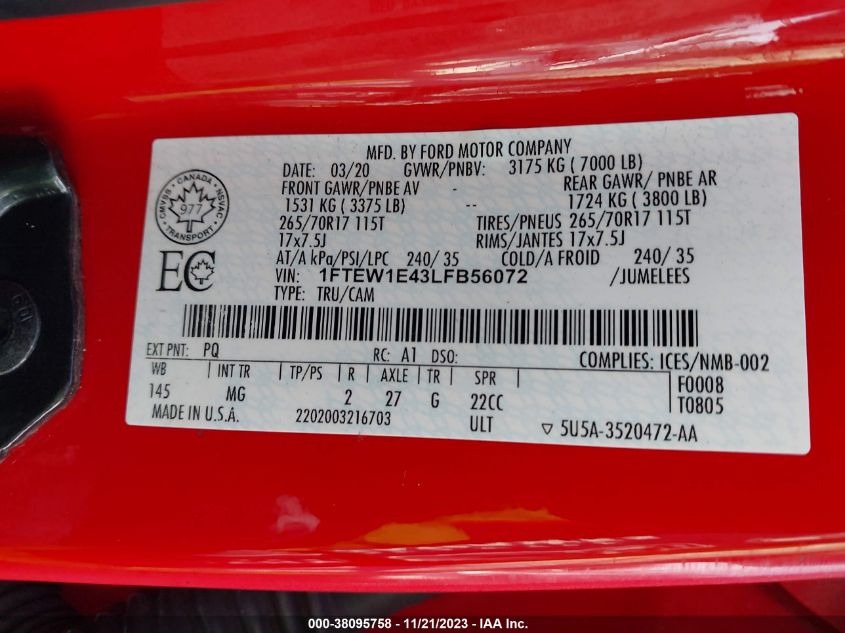 MFD. BY FORD MOTOR COMPANY
DATE: 03/20 GVWR/PNBV: 3175 KG ( 7000 LB)
FRONT GAWR/PNBE AV - REAR GAWR/ PNBE AR
1531 KG ( 3375 LB) -- 1724 KG ( 3800 LB)
265/70R17 115T TIRES/PNEUS 265/70R17 115T
17x7.5J RIMS/JANTES 17x7.5J
AT/A kPa/PSI/LPC 240/ 35 COLD/A FROID 240/ 35
VIN: 1FTEW1E43LFB56072 /JUMELEES
TYPE: TRU/CAM
CANADA
CMVSS NSVAC
977
TRANSPORT
EC
EXT PNT: PQ RC: A1 DSO: COMPLIES: ICES/NMB-002
WB INT TR TP/PS R AXLE TR SPR F0008
145 MG 2 27 G 22CC T0805
MADE IN U.S.A. 2202003216703 ULT ▽ 5U5A-3520472-AA
000-38095758 - 11/21/2023 - IAA Inc.